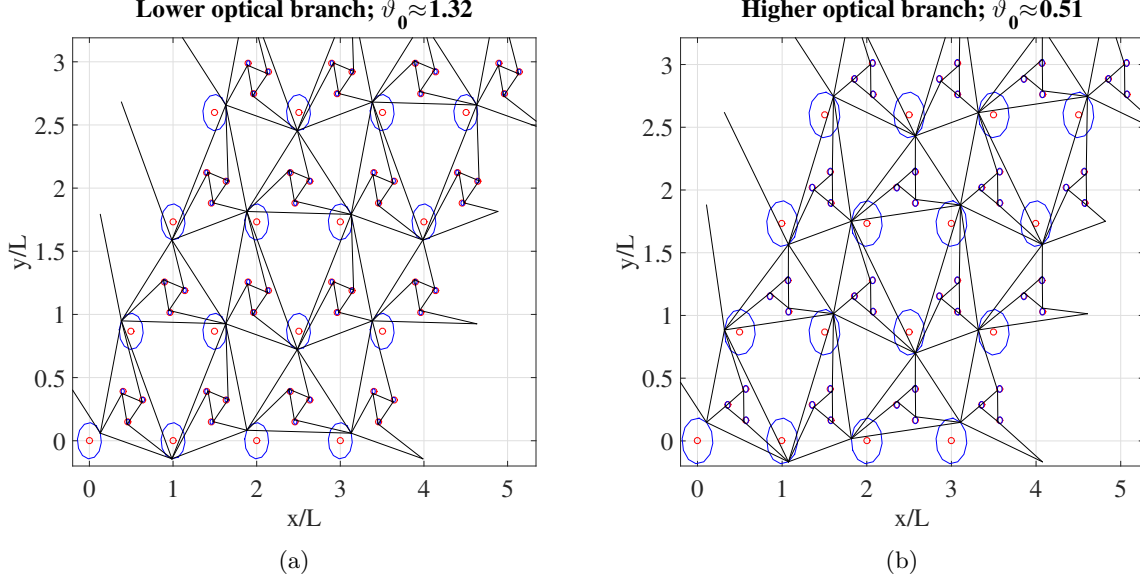 Lower optical branch; ϑ₀≈1.32
3
2.5
2
1.5
1
0.5
0
y/L
0 1 2 3 4 5
x/L
(a)
Higher optical branch; ϑ₀≈0.51
3
2.5
2
1.5
1
0.5
0
y/L
0 1 2 3 4 5
x/L
(b)